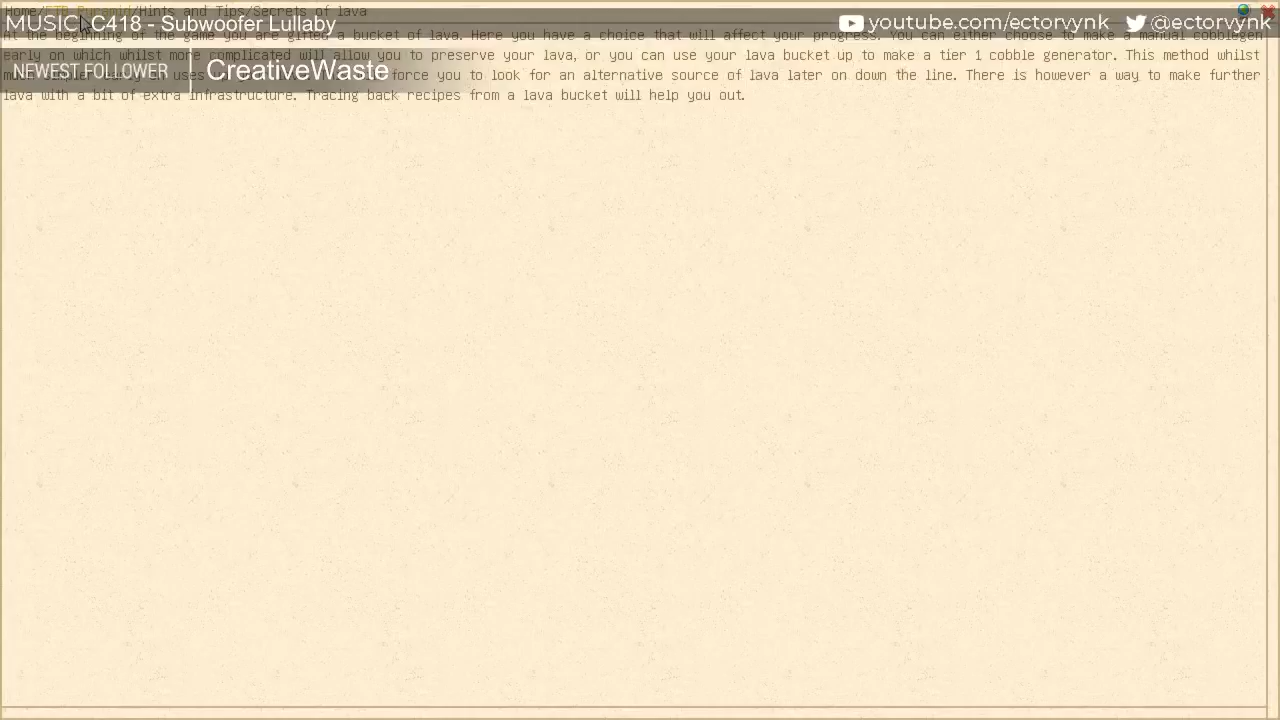 Home/FTB Pyramid/Hints and Tips/Secrets of lava
MUSIC C418 - Subwoofer Lullaby
youtube.com/ectorvynk
@ectorvynk
At the beginning of the game you are gifted a bucket of lava. Here you have a choice that will affect your progress. You can either choose to make a manual cobblegen
early on which whilst more complicated will allow you to preserve your lava, or you can use your lava bucket up to make a tier 1 cobble generator. This method whilst
NEWEST FOLLOWER CreativeWaste
uses force you to look for an alternative source of lava later on down the line. There is however a way to make further
lava with a bit of extra infrastructure. Tracing back recipes from a lava bucket will help you out.